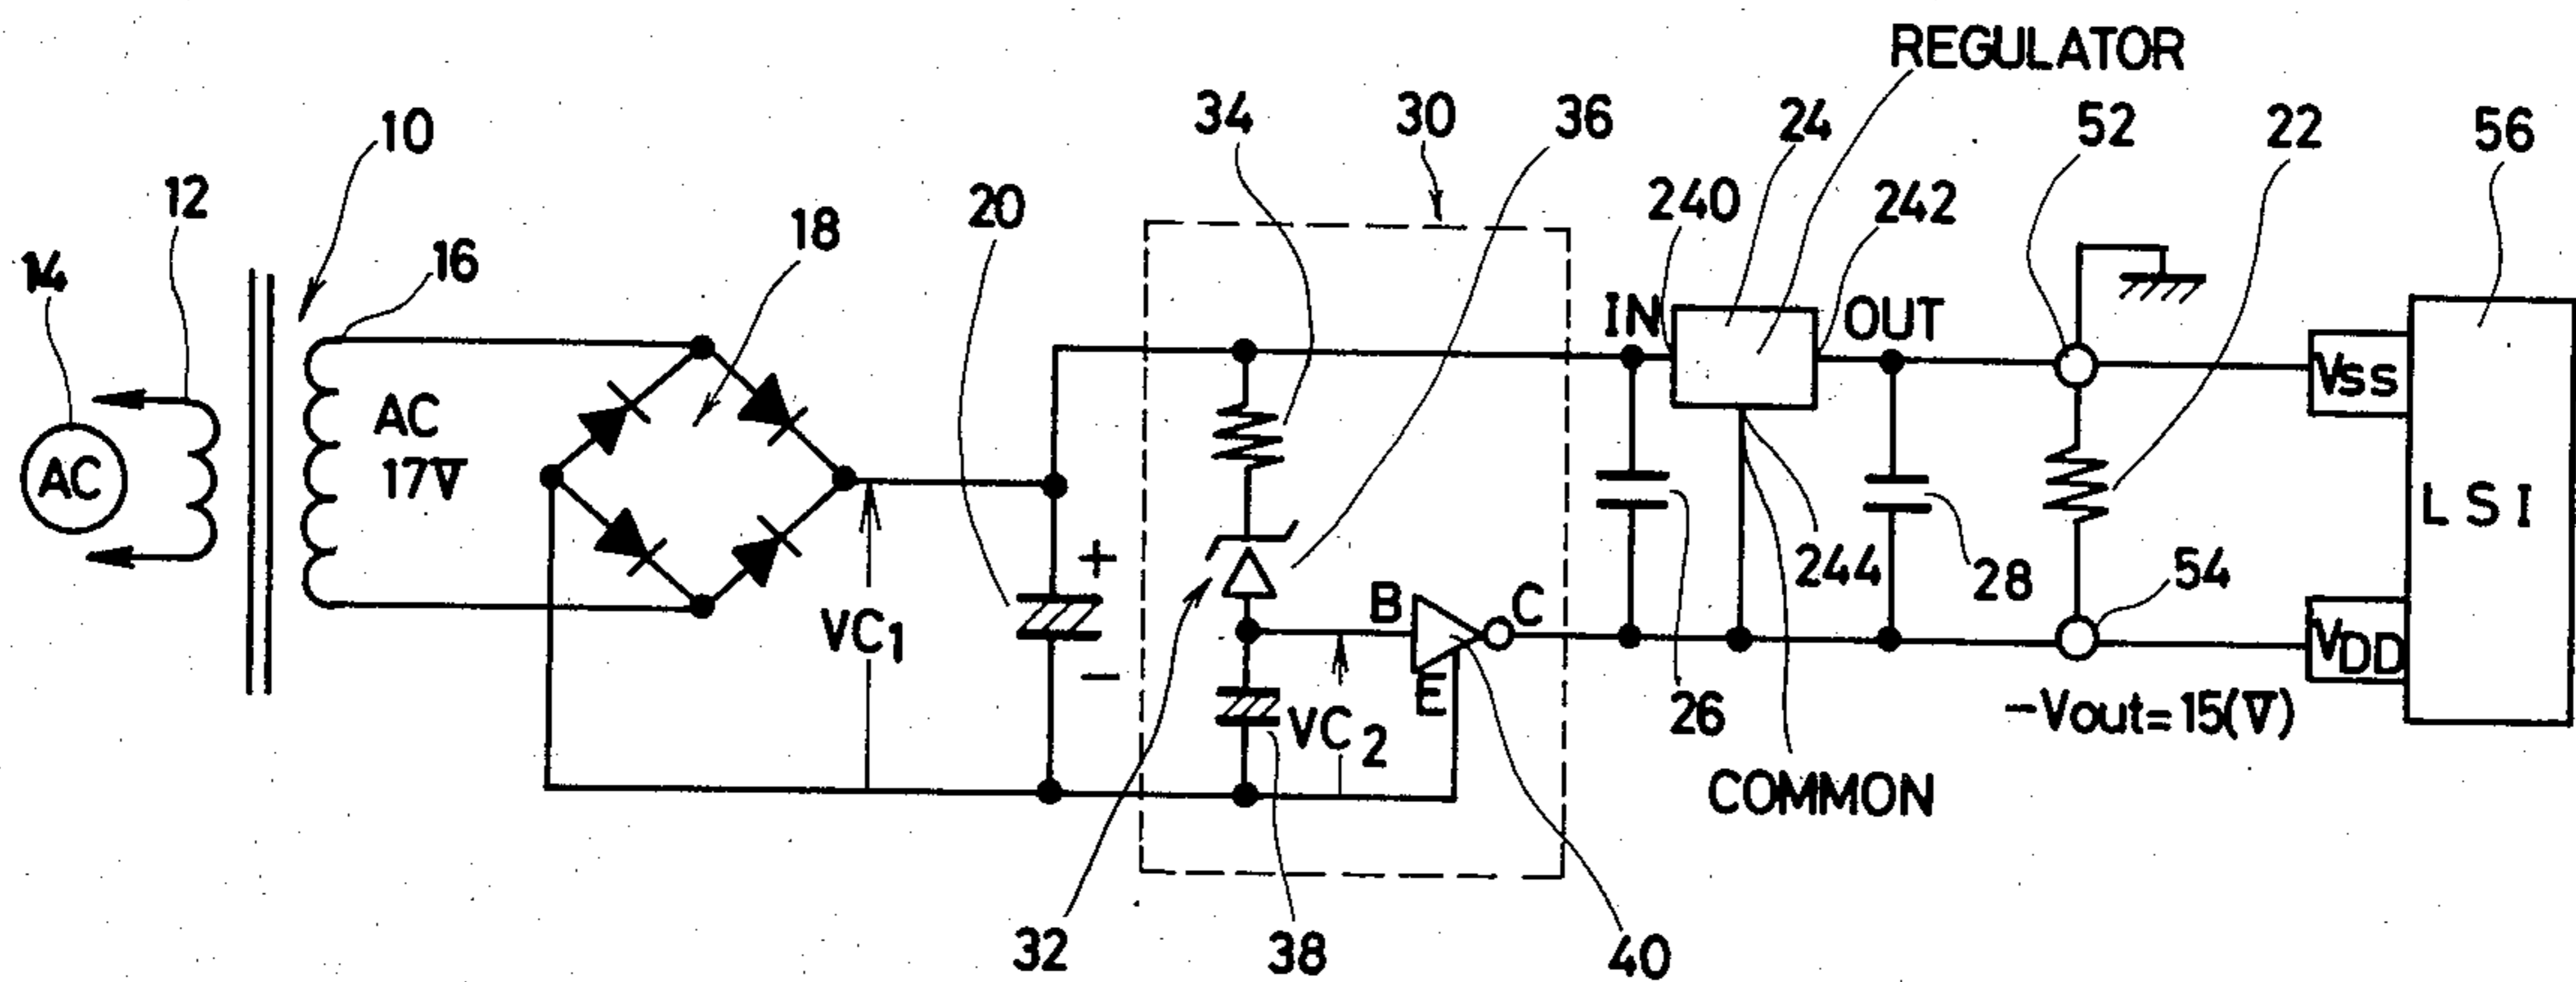 REGULATOR
10
34
30
36
24
52
22
56
12
20
240
242
18
14
16
IN
OUT
AC
17V
VSS
AC
LSI
+
244
28
54
VC1
B
C
VDD
−
E
26
−Vout=15(V)
VC2
COMMON
32
38
40